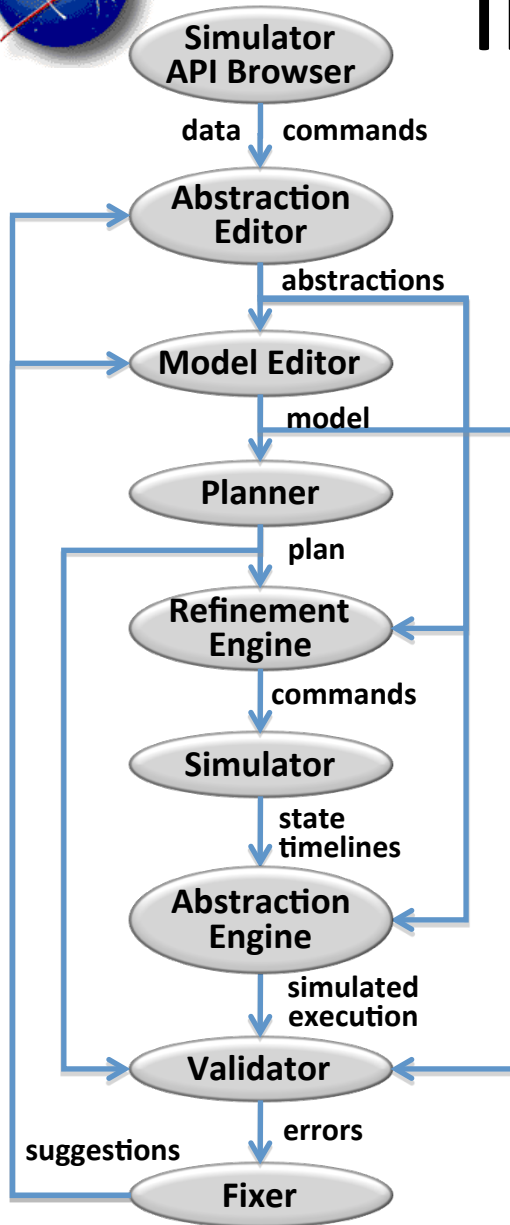 Simulator
API Browser
data commands
Abstraction
Editor
abstractions
Model Editor
model
Planner
plan
Refinement
Engine
commands
Simulator
state
timelines
Abstraction
Engine
simulated
execution
Validator
errors
suggestions
Fixer